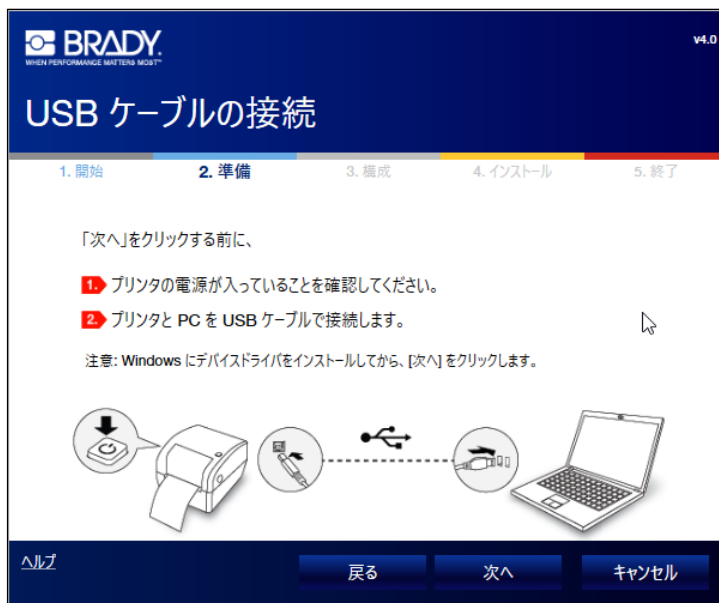 BRADY.
WHEN PERFORMANCE MATTERS MOST™
v4.0
USB ケーブルの接続
1. 開始 2. 準備 3. 構成 4. インストール 5. 終了
「次へ」をクリックする前に、
1. プリンタの電源が入っていることを確認してください。
2. プリンタと PC を USB ケーブルで接続します。
注意: Windows にデバイスドライバをインストールしてから、[次へ] をクリックします。
ヘルプ 戻る 次へ キャンセル